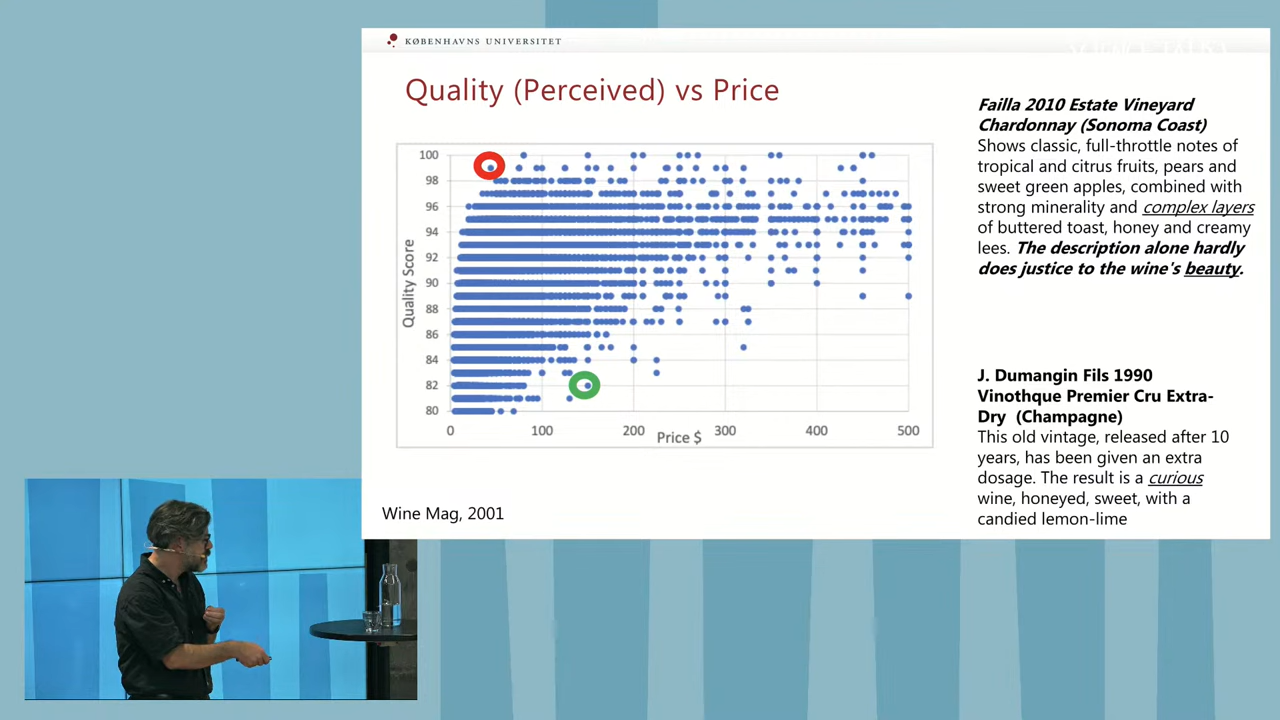 KØBENHAVNS UNIVERSITET
Quality (Perceived) vs Price
Quality Score
100
98
96
94
92
90
88
86
84
82
80
0
100
200
300
400
500
Price $
Wine Mag, 2001
Failla 2010 Estate Vineyard
Chardonnay (Sonoma Coast)
Shows classic, full-throttle notes of
tropical and citrus fruits, pears and
sweet green apples, combined with
strong minerality and complex layers
of buttered toast, honey and creamy
lees. The description alone hardly
does justice to the wine's beauty.
J. Dumangin Fils 1990
Vinothque Premier Cru Extra-
Dry (Champagne)
This old vintage, released after 10
years, has been given an extra
dosage. The result is a curious
wine, honeyed, sweet, with a
candied lemon-lime